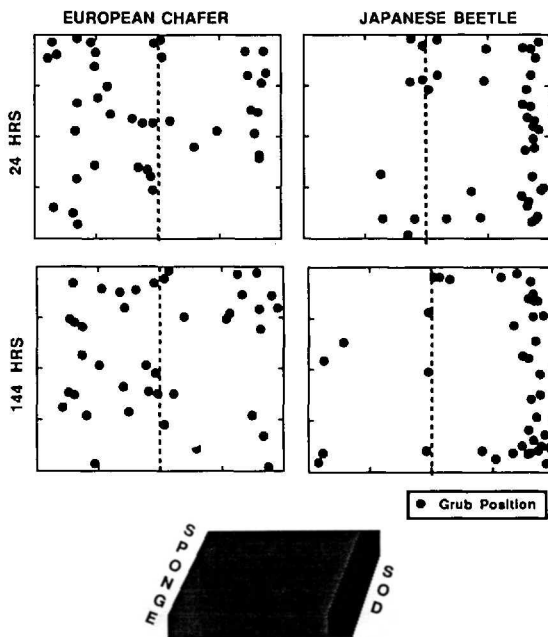 EUROPEAN CHAFER
JAPANESE BEETLE
24 HRS
144 HRS
Grub Position
SPONGE
SOD